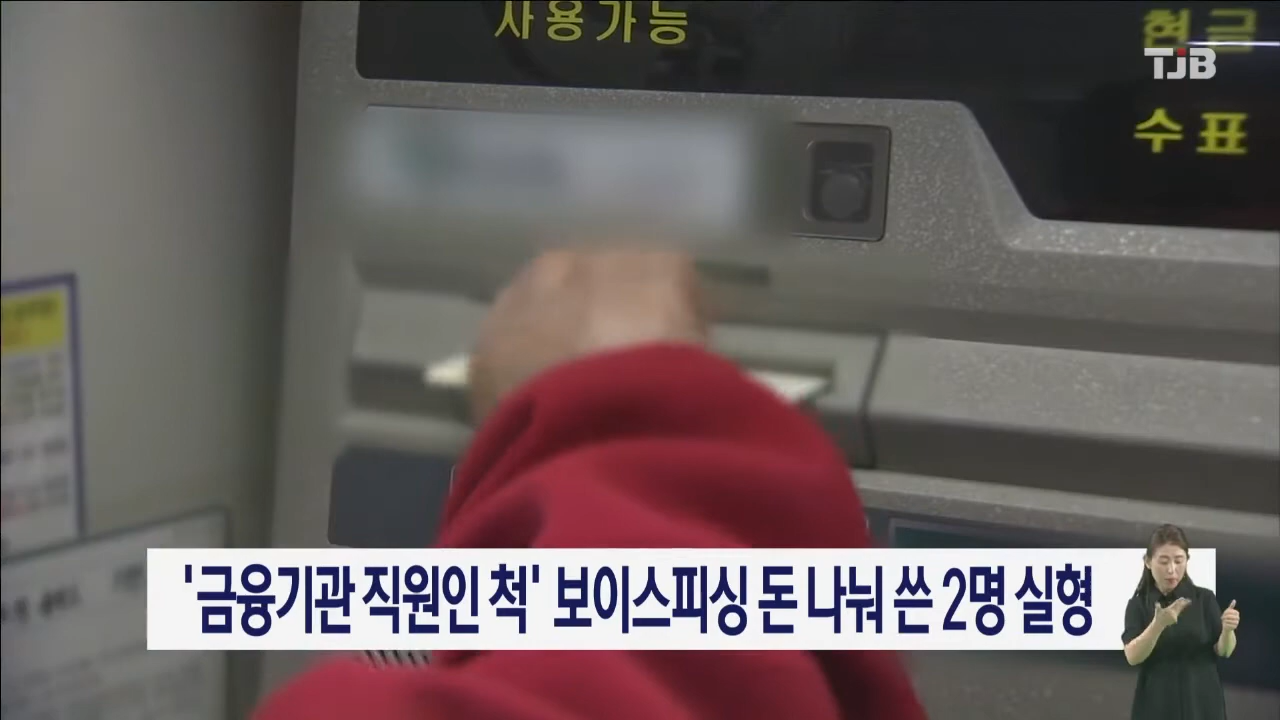 사용가능
현금
TJB
수표
'금융기관 직원인 척' 보이스피싱 돈 나눠 쓴 2명 실형